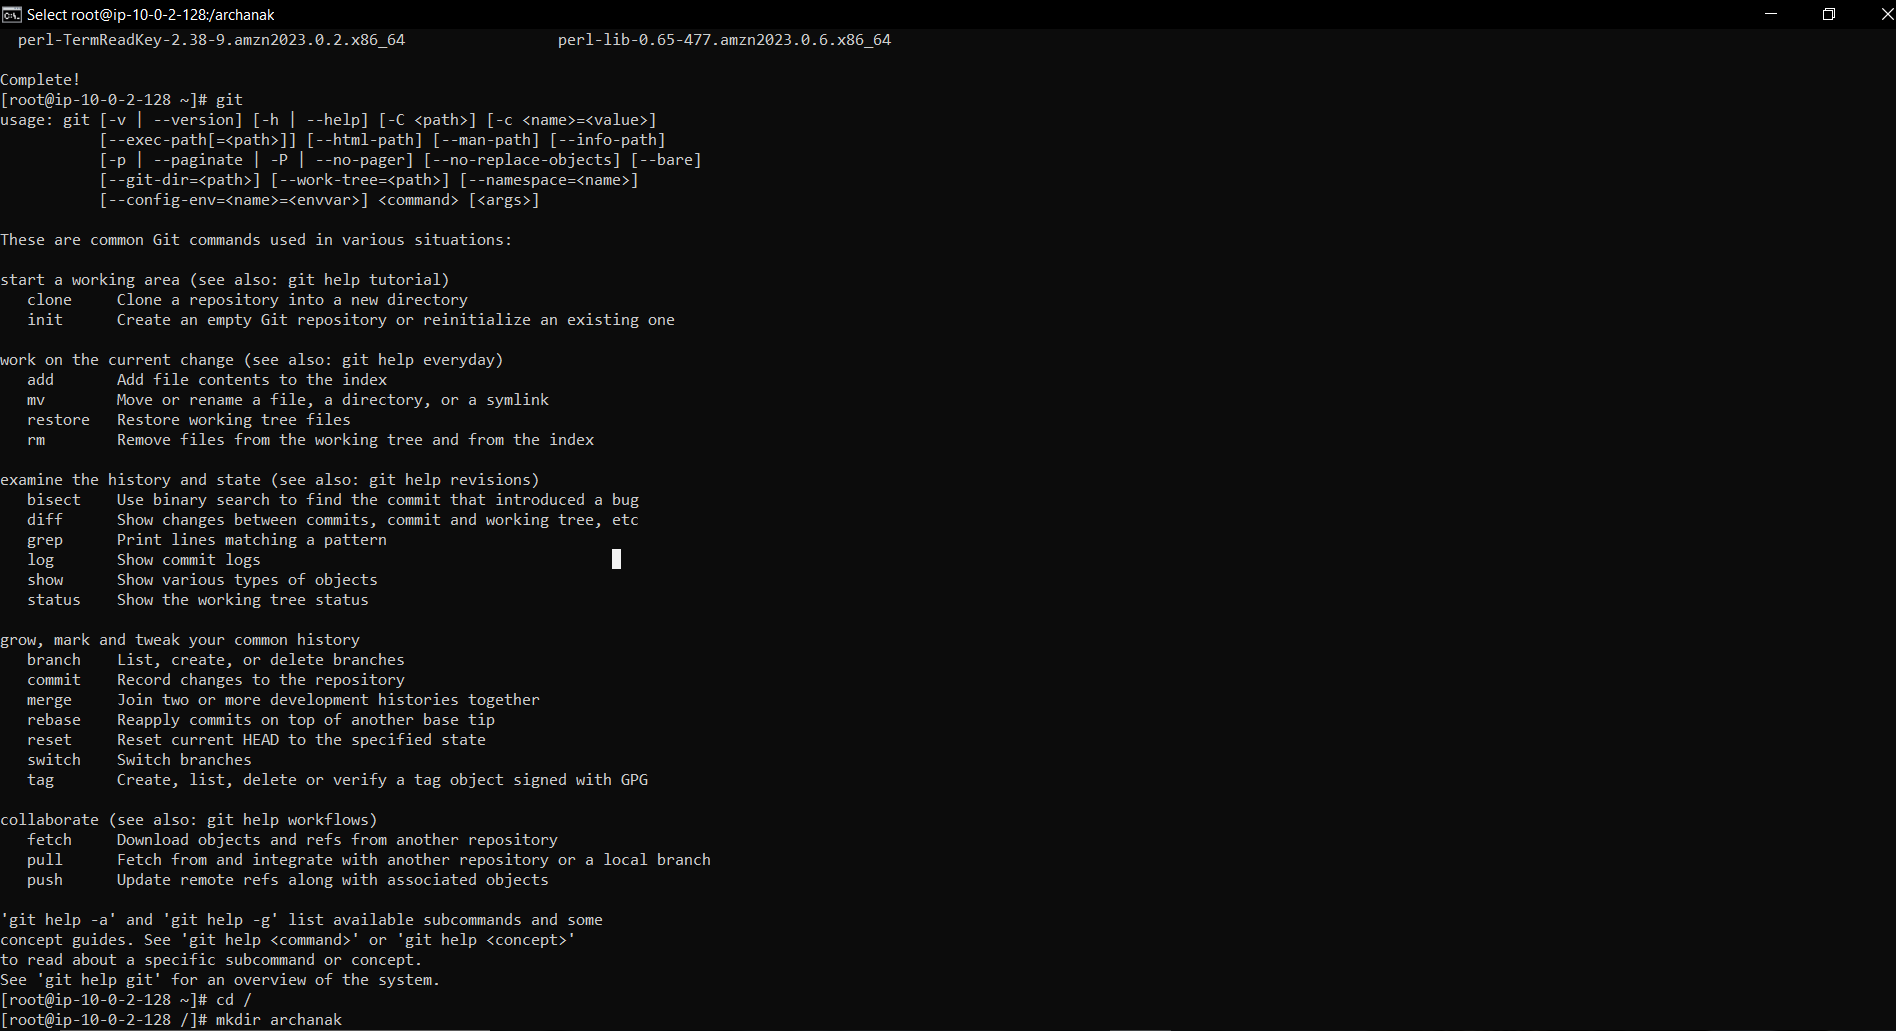 Select root@ip-10-0-2-128:/archanak
  perl-TermReadKey-2.38-9.amzn2023.0.2.x86_64                 perl-lib-0.65-477.amzn2023.0.6.x86_64

Complete!
[root@ip-10-0-2-128 ~]# git
usage: git [-v | --version] [-h | --help] [-C <path>] [-c <name>=<value>]
           [--exec-path[=<path>]] [--html-path] [--man-path] [--info-path]
           [-p | --paginate | -P | --no-pager] [--no-replace-objects] [--bare]
           [--git-dir=<path>] [--work-tree=<path>] [--namespace=<name>]
           [--config-env=<name>=<envvar>] <command> [<args>]

These are common Git commands used in various situations:

start a working area (see also: git help tutorial)
   clone     Clone a repository into a new directory
   init      Create an empty Git repository or reinitialize an existing one

work on the current change (see also: git help everyday)
   add       Add file contents to the index
   mv        Move or rename a file, a directory, or a symlink
   restore   Restore working tree files
   rm        Remove files from the working tree and from the index

examine the history and state (see also: git help revisions)
   bisect    Use binary search to find the commit that introduced a bug
   diff      Show changes between commits, commit and working tree, etc
   grep      Print lines matching a pattern
   log       Show commit logs
   show      Show various types of objects
   status    Show the working tree status

grow, mark and tweak your common history
   branch    List, create, or delete branches
   commit    Record changes to the repository
   merge     Join two or more development histories together
   rebase    Reapply commits on top of another base tip
   reset     Reset current HEAD to the specified state
   switch    Switch branches
   tag       Create, list, delete or verify a tag object signed with GPG

collaborate (see also: git help workflows)
   fetch     Download objects and refs from another repository
   pull      Fetch from and integrate with another repository or a local branch
   push      Update remote refs along with associated objects

'git help -a' and 'git help -g' list available subcommands and some
concept guides. See 'git help <command>' or 'git help <concept>'
to read about a specific subcommand or concept.
See 'git help git' for an overview of the system.
[root@ip-10-0-2-128 ~]# cd /
[root@ip-10-0-2-128 /]# mkdir archanak